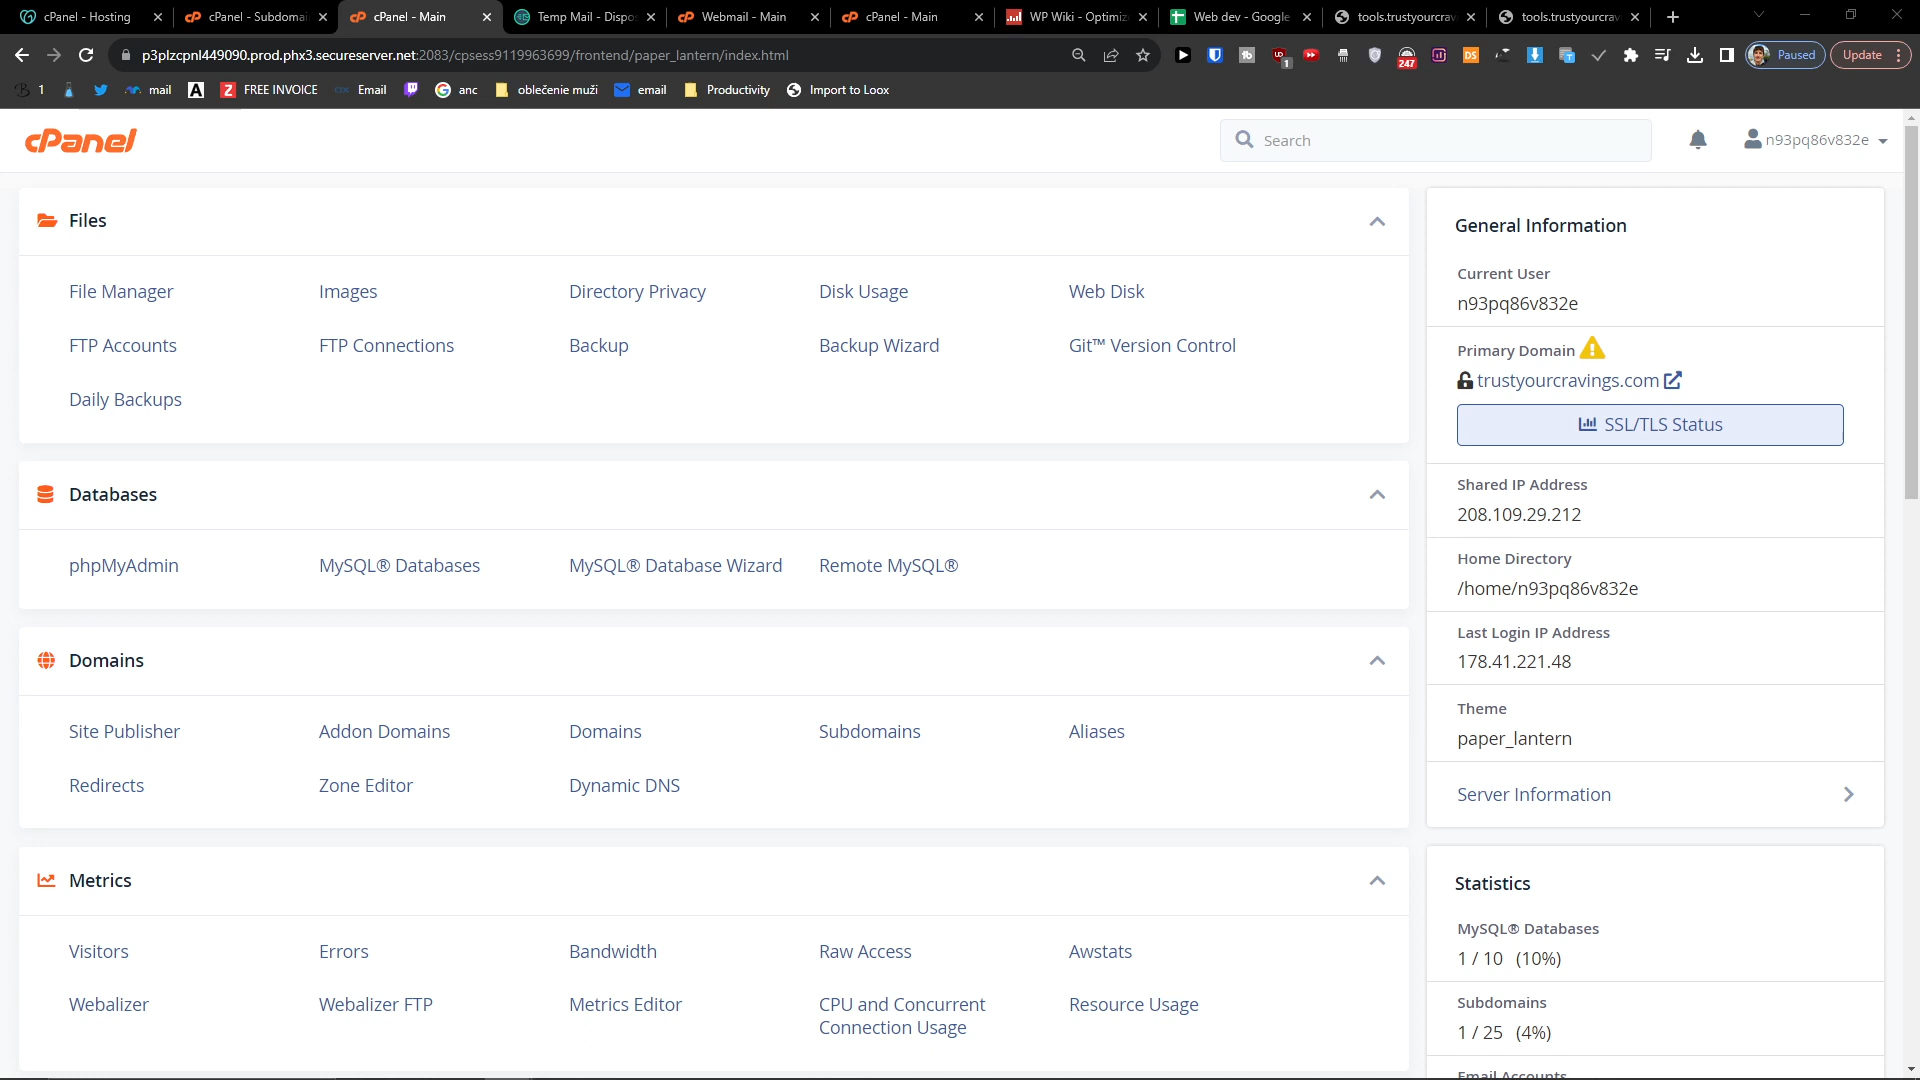 cPanel - Hosting
cPanel - Subdomai
cPanel - Main
Temp Mail - Dispos
Webmail - Main
cPanel - Main
WP Wiki - Optimiz
Web dev - Google
tools.trustyourcrav
tools.trustyourcrav
p3plzcpnl449090.prod.phx3.secureserver.net:2083/cpsess9119963699/frontend/paper_lantern/index.html
1
247
DS
Paused
Update
1
mail
FREE INVOICE
Email
anc
oblečenie muži
email
Productivity
Import to Loox
cPanel
Search
n93pq86v832e
Files
File Manager
Images
Directory Privacy
Disk Usage
Web Disk
FTP Accounts
FTP Connections
Backup
Backup Wizard
Git™ Version Control
Daily Backups
Databases
phpMyAdmin
MySQL® Databases
MySQL® Database Wizard
Remote MySQL®
Domains
Site Publisher
Addon Domains
Domains
Subdomains
Aliases
Redirects
Zone Editor
Dynamic DNS
Metrics
Visitors
Errors
Bandwidth
Raw Access
Awstats
Webalizer
Webalizer FTP
Metrics Editor
CPU and Concurrent
Connection Usage
Resource Usage
General Information
Current User
n93pq86v832e
Primary Domain
trustyourcravings.com
SSL/TLS Status
Shared IP Address
208.109.29.212
Home Directory
/home/n93pq86v832e
Last Login IP Address
178.41.221.48
Theme
paper_lantern
Server Information
Statistics
MySQL® Databases
1 / 10 (10%)
Subdomains
1 / 25 (4%)
Email Accounts